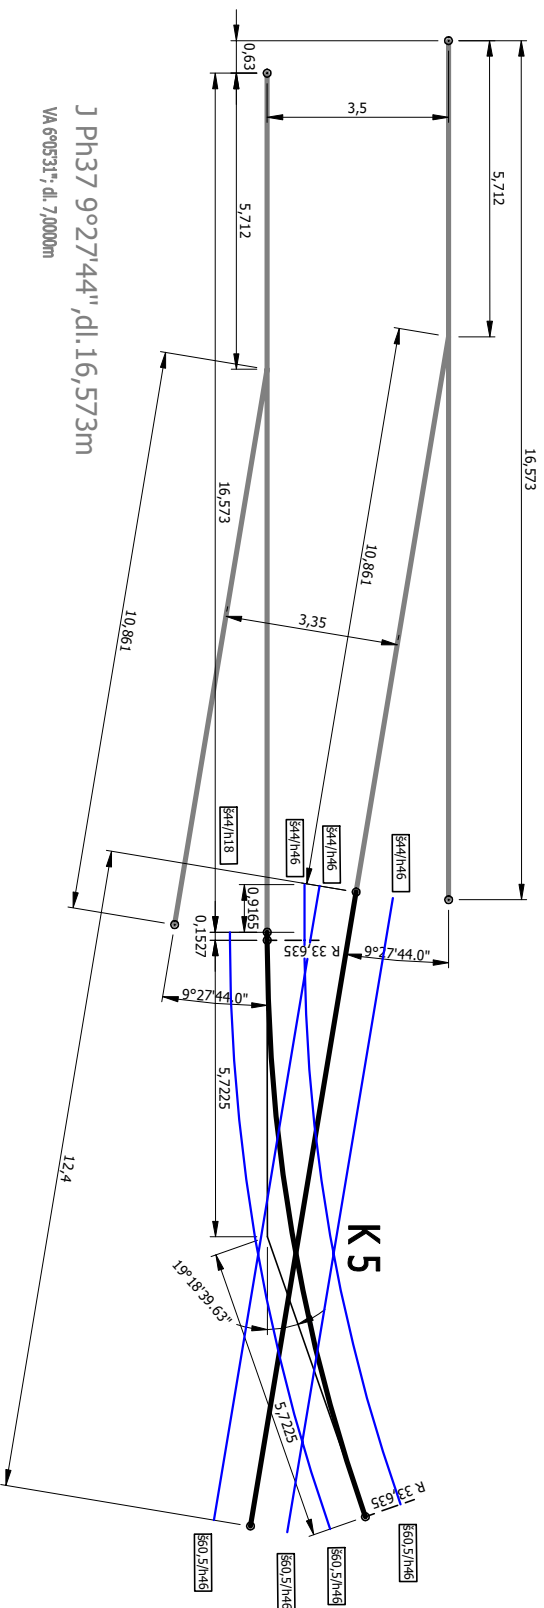 0,63
3,5
5,712
5,712
16,573
16,573
J Ph37 9°27'44",dl.16,573m
VA 6°05'31"; dl. 7,0000m
10,861
10,861
3,35
š44/h18
š44/h46
š44/h46
š44/h46
0,9165
0,1527
R 33,635
9°27'44.0"
9°27'44.0"
5,7225
12,4
K 5
19°18'39.63"
5,7225
R 33,635
š60,5/h46
š60,5/h46
š60,5/h46
š60,5/h46